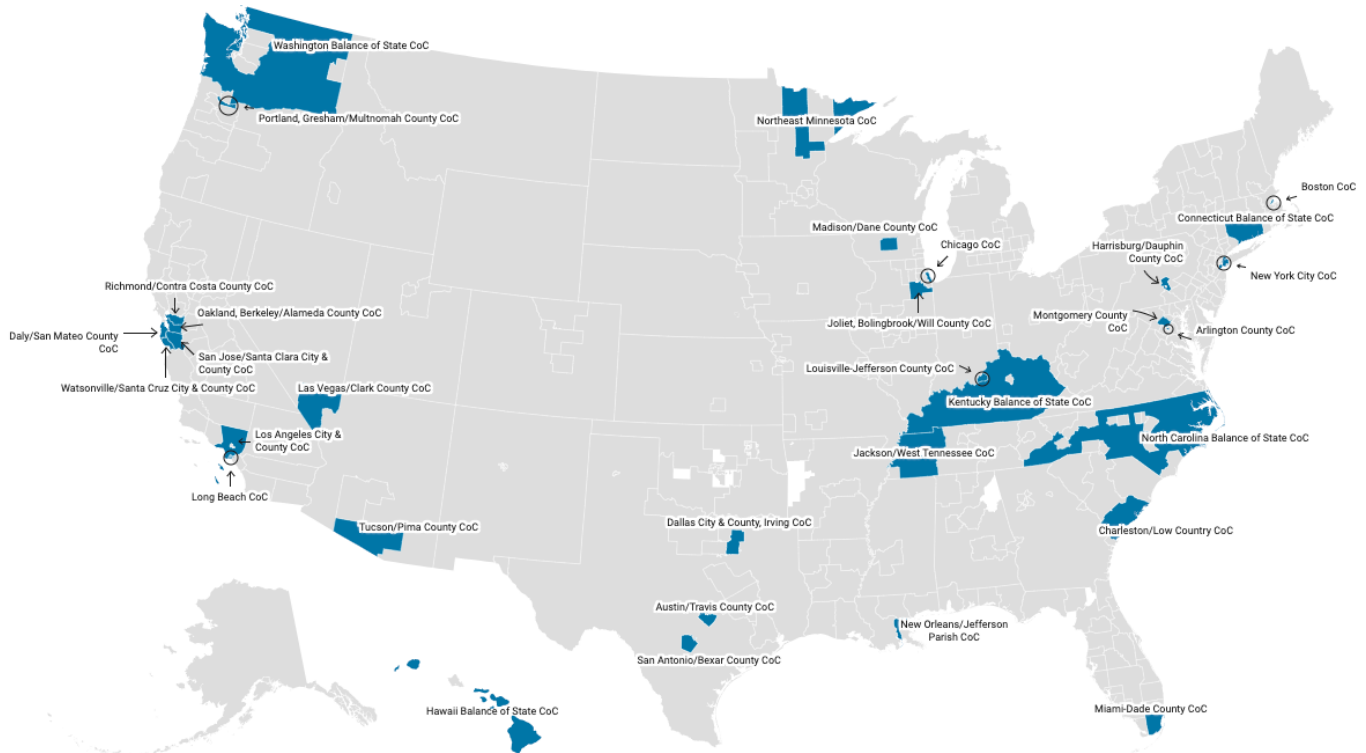 Washington Balance of State CoC
Portland, Gresham/Multnomah County CoC
Northeast Minnesota CoC
Boston CoC
Connecticut Balance of State CoC
Madison/Dane County CoC
Chicago CoC
Harrisburg/Dauphin
County CoC
New York City CoC
Richmond/Contra Costa County CoC
Oakland, Berkeley/Alameda County CoC
Daly/San Mateo County
CoC
San Jose/Santa Clara City &
County CoC
Watsonville/Santa Cruz City & County CoC
Joliet, Bolingbrook/Will County CoC
Montgomery County
CoC
Arlington County CoC
Louisville-Jefferson County CoC
Las Vegas/Clark County CoC
Kentucky Balance of State CoC
Los Angeles City &
County CoC
North Carolina Balance of State CoC
Jackson/West Tennessee CoC
Long Beach CoC
Tucson/Pima County CoC
Dallas City & County, Irving CoC
Charleston/Low Country CoC
Austin/Travis County CoC
New Orleans/Jefferson
Parish CoC
San Antonio/Bexar County CoC
Hawaii Balance of State CoC
Miami-Dade County CoC